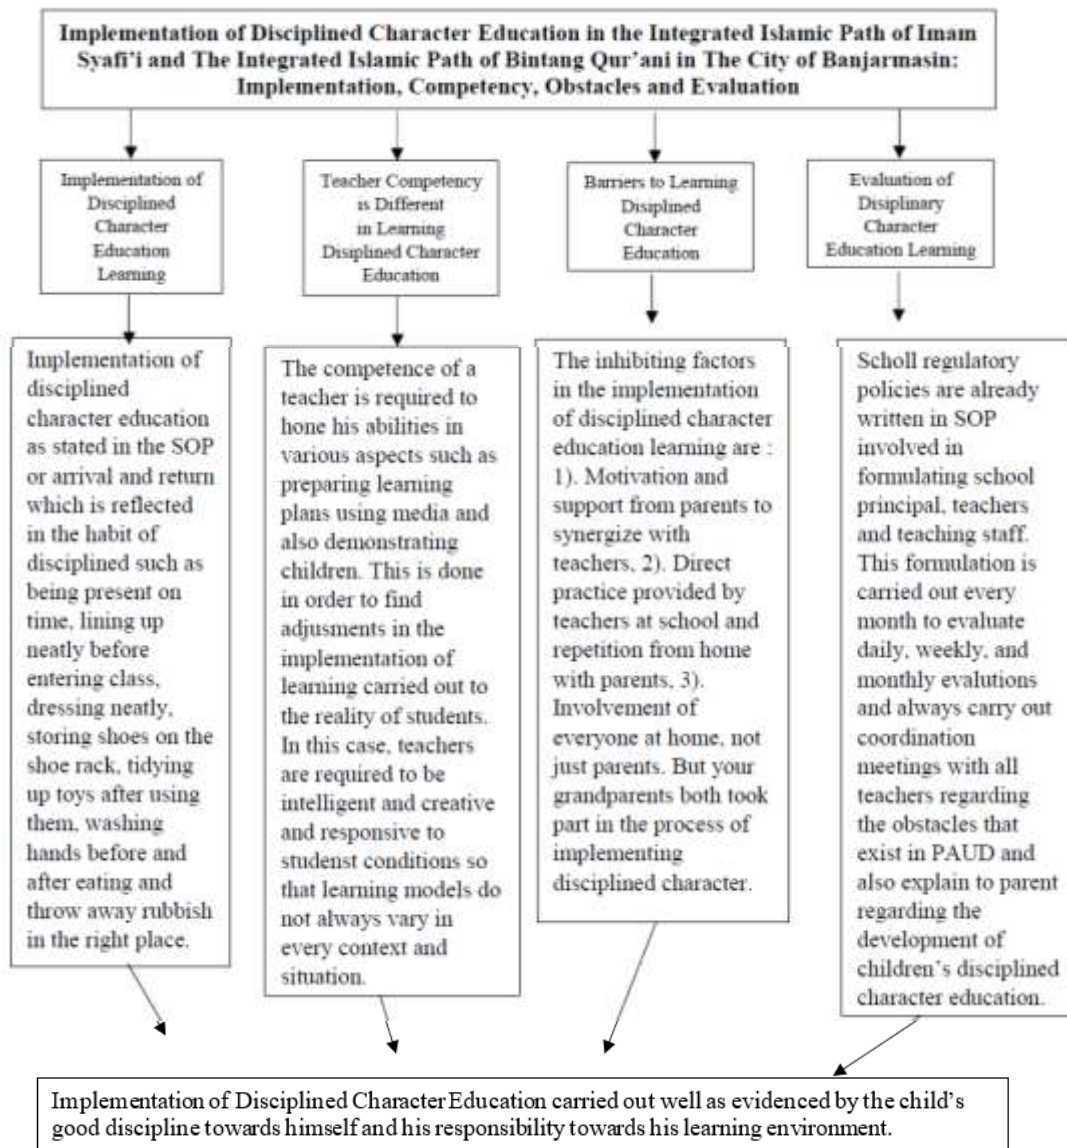 Implementation of Disciplined Character Education in the Integrated Islamic Path of Imam
Syafi'i and The Integrated Islamic Path of Bintang Qur'ani in The City of Banjarmasin:
Implementation, Competency, Obstacles and Evaluation
Implementation of
Disciplined
Character
Education
Learning
Teacher Competency
is Different
in Learning
Disiplined Character
Education
Barriers to Learning
Disiplined
Character
Education
Evaluation of
Disiplinary
Character
Education Learning
Implementation of
disciplined
character education
as stated in the SOP
or arrival and return
which is reflected
in the habit of
disciplined such as
being present on
time, lining up
neatly before
entering class,
dressing neatly,
storing shoes on the
shoe rack, tidying
up toys after using
them, washing
hands before and
after eating and
throw away rubbish
in the right place.
The competence of a
teacher is required to
hone his abilities in
various aspects such as
preparing learning
plans using media and
also demonstrating
children. This is done
in order to find
adjusments in the
implementation of
learning carried out to
the reality of students.
In this case, teachers
are required to be
intelligent and creative
and responsive to
studenst conditions so
that learning models do
not always vary in
every context and
situation.
The inhibiting factors
in the implementation
of disciplined character
education learning are :
1). Motivation and
support from parents to
synergize with
teachers, 2). Direct
practice provided by
teachers at school and
repetition from home
with parents, 3).
Involvement of
everyone at home, not
just parents. But your
grandparents both took
part in the process of
implementing
disciplined character.
Scholl regulatory
policies are already
written in SOP
involved in
formulating school
principal, teachers
and teaching staff.
This formulation is
carried out every
month to evaluate
daily, weekly, and
monthly evalutions
and always carry out
coordination
meetings with all
teachers regarding
the obstacles that
exist in PAUD and
also explain to parent
regarding the
development of
children's disciplined
character education.
Implementation of Disciplined Character Education carried out well as evidenced by the child's
good discipline towards himself and his responsibility towards his learning environment.